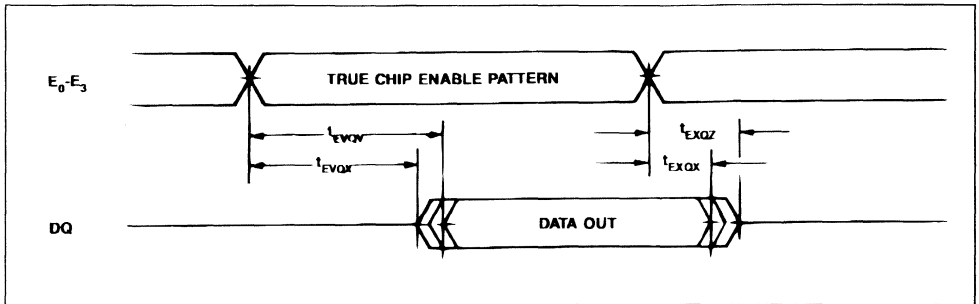 E0-E3
TRUE CHIP ENABLE PATTERN
tEVQV
tEXQZ
tEVQX
tEXQX
DQ
DATA OUT